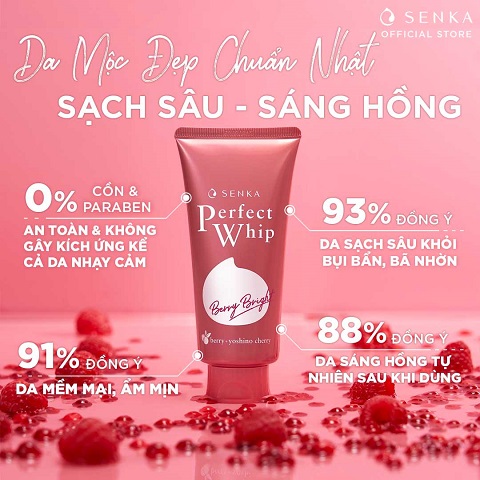 SENKA
OFFICIAL STORE
Da Mộc Đẹp Chuẩn Nhật
SẠCH SÂU - SÁNG HỒNG
0% CỒN &
PARABEN
AN TOÀN & KHÔNG
GÂY KÍCH ỨNG KỂ
CẢ DA NHẠY CẢM
SENKA
Perfect
Whip
Berry Bright
berry + yoshino cherry
93% ĐỒNG Ý
DA SẠCH SÂU KHỎI
BỤI BẨN, BÃ NHỜN
91% ĐỒNG Ý
DA MỀM MẠI, ẨM MỊN
88% ĐỒNG Ý
DA SÁNG HỒNG TỰ
NHIÊN SAU KHI DÙNG